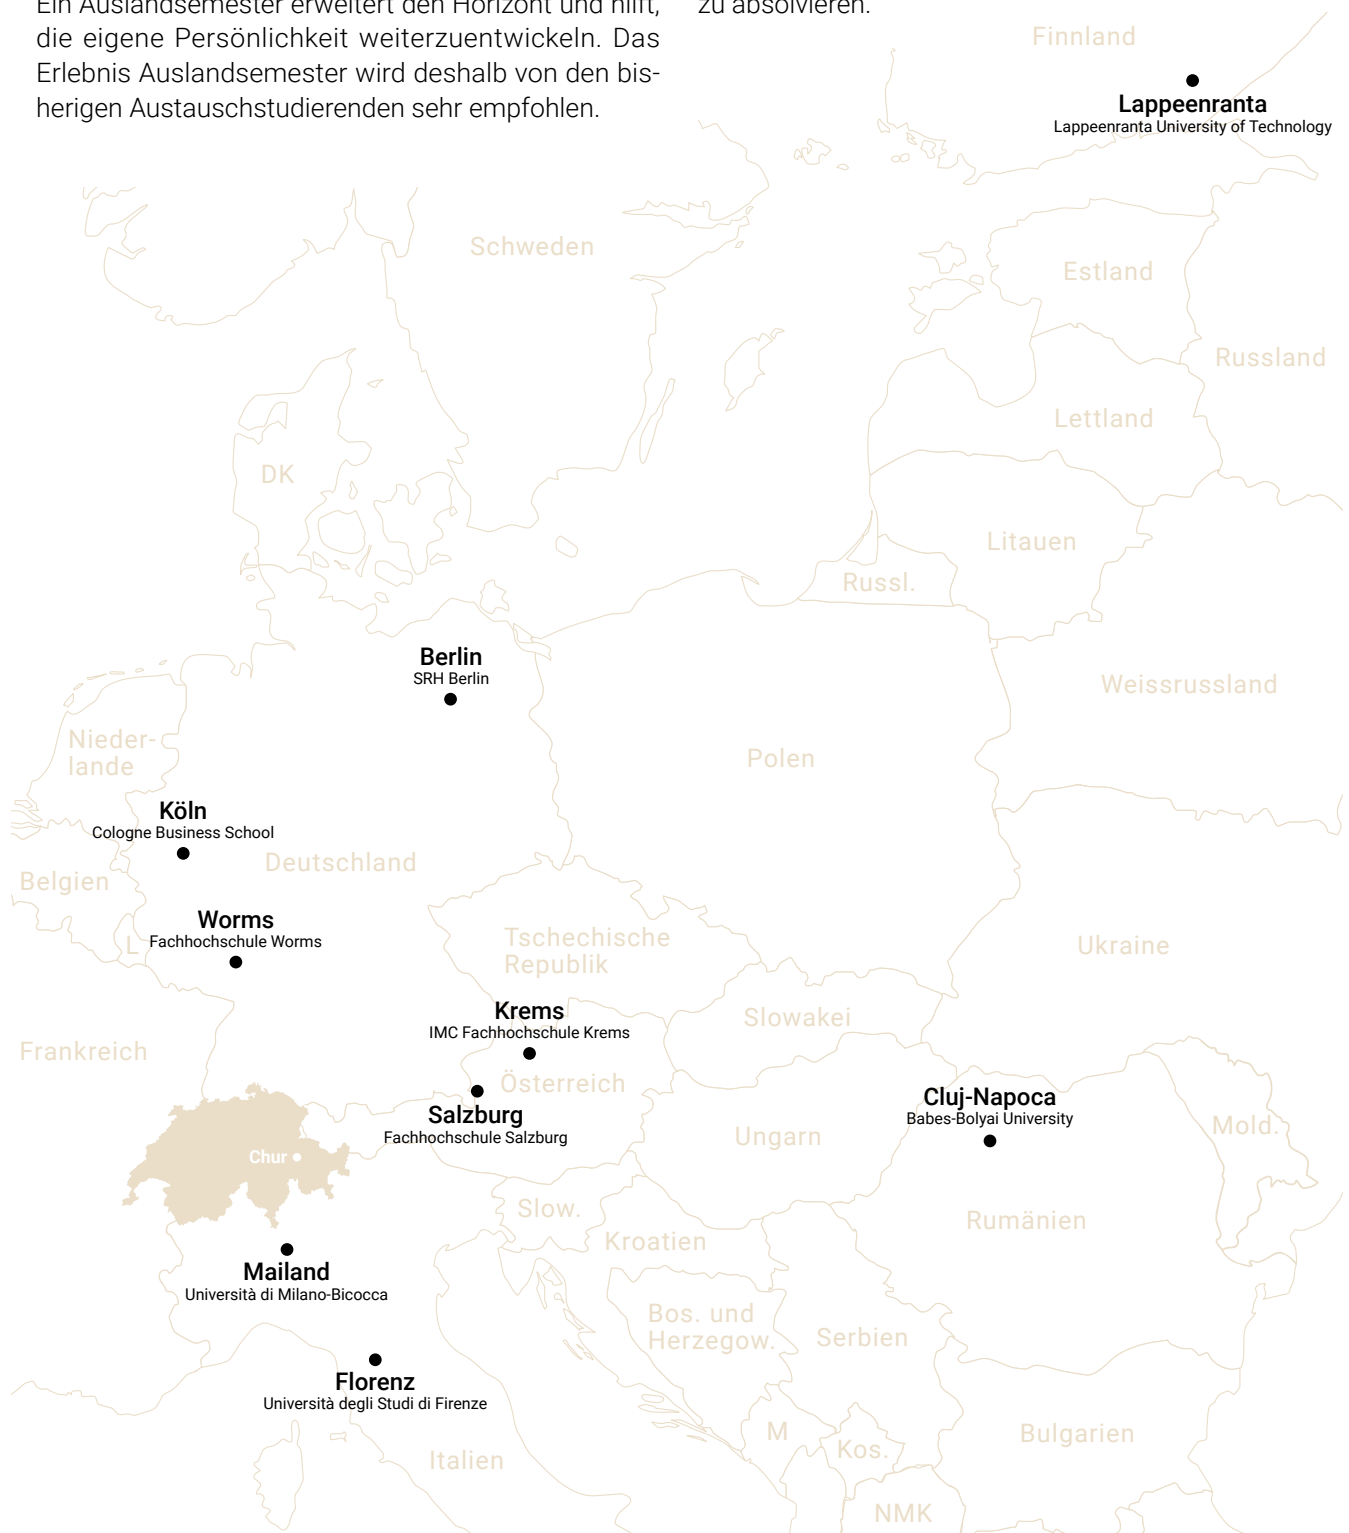 Ein Auslandsemester erweitert den Horizont und hilft,
die eigene Persönlichkeit weiterzuentwickeln. Das
Erlebnis Auslandsemester wird deshalb von den bis-
herigen Austauschstudierenden sehr empfohlen.
zu absolvieren.
Finnland
Lappeenranta
Lappeenranta University of Technology
Schweden
Estland
Russland
Lettland
DK
Litauen
Russl.
Berlin
SRH Berlin
Weissrussland
Nieder-
lande
Polen
Köln
Cologne Business School
Deutschland
Belgien
Worms
Fachhochschule Worms
L
Tschechische
Republik
Ukraine
Krems
IMC Fachhochschule Krems
Slowakei
Frankreich
Österreich
Salzburg
Fachhochschule Salzburg
Cluj-Napoca
Babes-Bolyai University
Mold.
Ungarn
Chur
Slow.
Rumänien
Kroatien
Mailand
Università di Milano-Bicocca
Bos. und
Herzegow.
Serbien
Florenz
Università degli Studi di Firenze
M
Kos.
Bulgarien
Italien
NMK